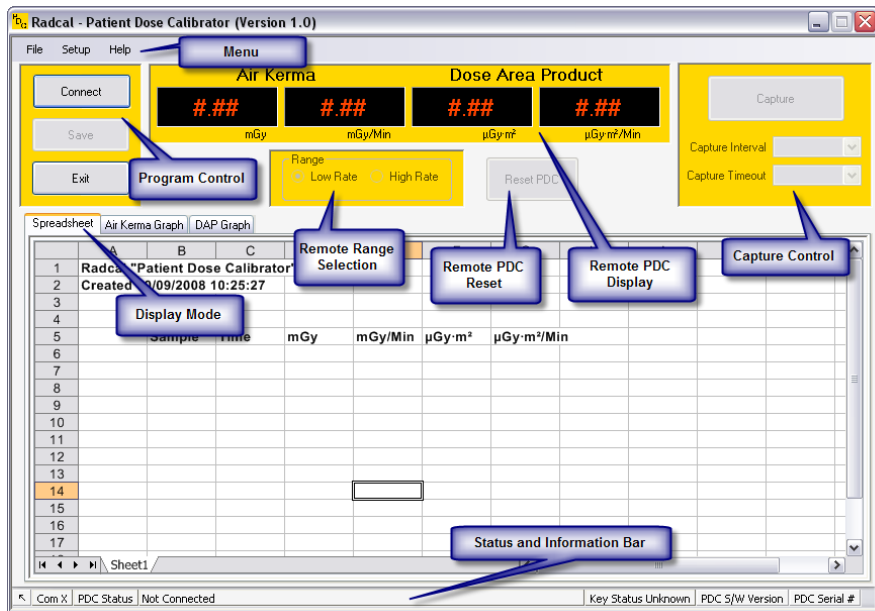 Radcal - Patient Dose Calibrator (Version 1.0)
File Setup Help
Menu
Connect
Save
Exit
Program Control
Air Kerma
Dose Area Product
#.## #.## #.## #.##
mGy mGy/Min µGy·m² µGy·m²/Min
Capture
Capture Interval
Capture Timeout
Capture Control
Range
Low Rate High Rate
Reset PDC
Remote Range Selection
Remote PDC Reset
Remote PDC Display
Spreadsheet Air Kerma Graph DAP Graph
Display Mode
A B C
1 Radcal "Patient Dose Calibrator"
2 Created /09/2008 10:25:27
3
4
5 Sample Time mGy mGy/Min µGy·m² µGy·m²/Min
6
7
8
9
10
11
12
13
14
15
16
17
Sheet1
Status and Information Bar
Com X PDC Status Not Connected Key Status Unknown PDC S/W Version PDC Serial #